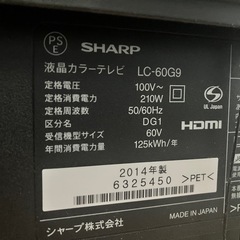 PS
E
SHARP
液晶カラーテレビ LC-60G9
定格電圧: 100V~
定格消費電力: 210W
定格周波数: 50/60Hz
区分名: DG1
受信機型サイズ: 60V
年間消費電力量: 125kWh/年
UL Japan
HDMI
2014年製
6325450 >PET<
シャープ株式会社
MADE IN JAPAN